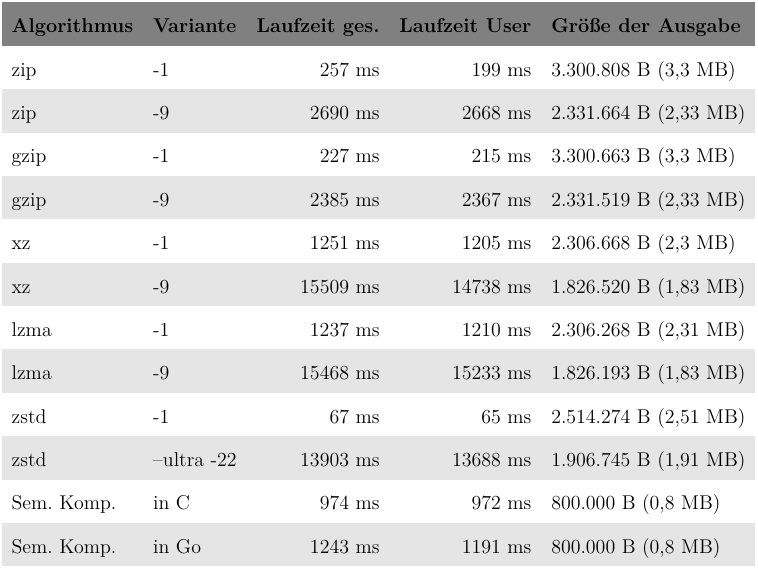 Algorithmus Variante Laufzeit ges. Laufzeit User Größe der Ausgabe
zip -1 257 ms 199 ms 3.300.808 B (3,3 MB)
zip -9 2690 ms 2668 ms 2.331.664 B (2,33 MB)
gzip -1 227 ms 215 ms 3.300.663 B (3,3 MB)
gzip -9 2385 ms 2367 ms 2.331.519 B (2,33 MB)
xz -1 1251 ms 1205 ms 2.306.668 B (2,3 MB)
xz -9 15509 ms 14738 ms 1.826.520 B (1,83 MB)
lzma -1 1237 ms 1210 ms 2.306.268 B (2,31 MB)
lzma -9 15468 ms 15233 ms 1.826.193 B (1,83 MB)
zstd -1 67 ms 65 ms 2.514.274 B (2,51 MB)
zstd –ultra -22 13903 ms 13688 ms 1.906.745 B (1,91 MB)
Sem. Komp. in C 974 ms 972 ms 800.000 B (0,8 MB)
Sem. Komp. in Go 1243 ms 1191 ms 800.000 B (0,8 MB)